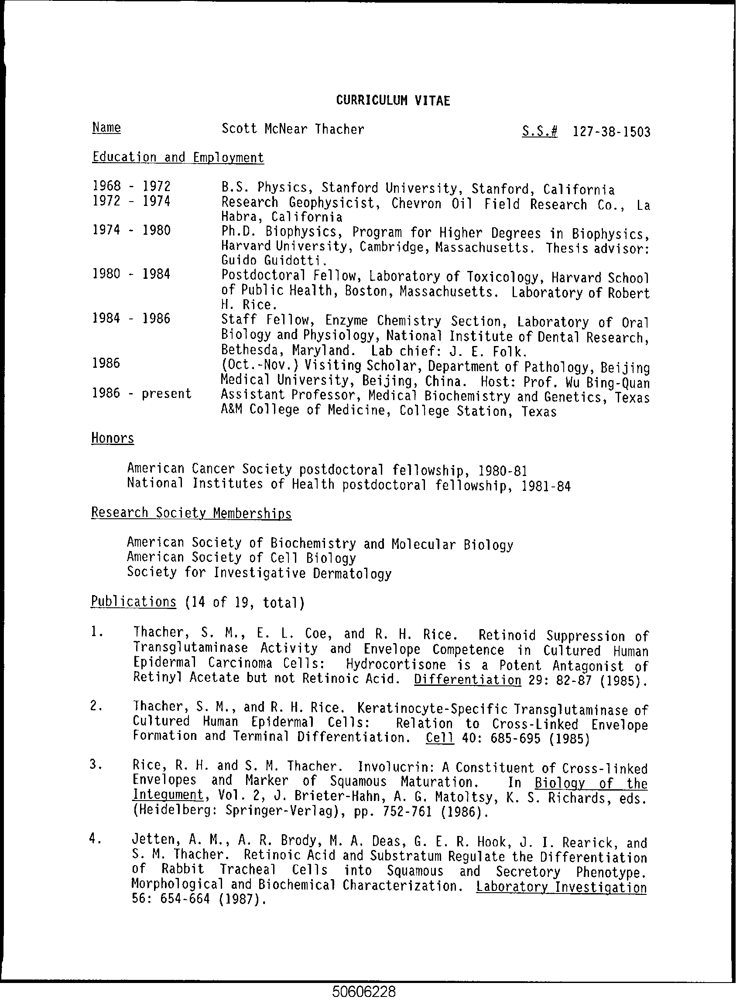 CURRICULUM VITAE
Name Scott McNear Thacher S.S.# 127-38-1503
Education and Employment
1968 - 1972 B.S. Physics, Stanford University, Stanford, California
1972 - 1974 Research Geophysicist, Chevron Oil Field Research Co., La
Habra, California
1974 - 1980 Ph.D. Biophysics, Program for Higher Degrees in Biophysics,
Harvard University, Cambridge, Massachusetts. Thesis advisor:
Guido Guidotti.
1980 - 1984 Postdoctoral Fellow, Laboratory of Toxicology, Harvard School
of Public Health, Boston, Massachusetts. Laboratory of Robert
H. Rice.
1984 - 1986 Staff Fellow, Enzyme Chemistry Section, Laboratory of Oral
Biology and Physiology, National Institute of Dental Research,
Bethesda, Maryland. Lab chief: J. E. Folk.
1986 (Oct.-Nov.) Visiting Scholar, Department of Pathology, Beijing
Medical University, Beijing, China. Host: Prof. Wu Bing-Quan
1986 - present Assistant Professor, Medical Biochemistry and Genetics, Texas
A&M College of Medicine, College Station, Texas
Honors
American Cancer Society postdoctoral fellowship, 1980-81
National Institutes of Health postdoctoral fellowship, 1981-84
Research Society Memberships
American Society of Biochemistry and Molecular Biology
American Society of Cell Biology
Society for Investigative Dermatology
Publications (14 of 19, total)
1. Thacher, S. M., E. L. Coe, and R. H. Rice. Retinoid Suppression of
Transglutaminase Activity and Envelope Competence in Cultured Human
Epidermal Carcinoma Cells: Hydrocortisone is a Potent Antagonist of
Retinyl Acetate but not Retinoic Acid. Differentiation 29: 82-87 (1985).
2. Thacher, S. M., and R. H. Rice. Keratinocyte-Specific Transglutaminase of
Cultured Human Epidermal Cells: Relation to Cross-Linked Envelope
Formation and Terminal Differentiation. Cell 40: 685-695 (1985)
3. Rice, R. H. and S. M. Thacher. Involucrin: A Constituent of Cross-linked
Envelopes and Marker of Squamous Maturation. In Biology of the
Integument, Vol. 2, J. Brieter-Hahn, A. G. Matoltsy, K. S. Richards, eds.
(Heidelberg: Springer-Verlag), pp. 752-761 (1986).
4. Jetten, A. M., A. R. Brody, M. A. Deas, G. E. R. Hook, J. I. Rearick, and
S. M. Thacher. Retinoic Acid and Substratum Regulate the Differentiation
of Rabbit Tracheal Cells into Squamous and Secretory Phenotype.
Morphological and Biochemical Characterization. Laboratory Investigation
56: 654-664 (1987).
50606228